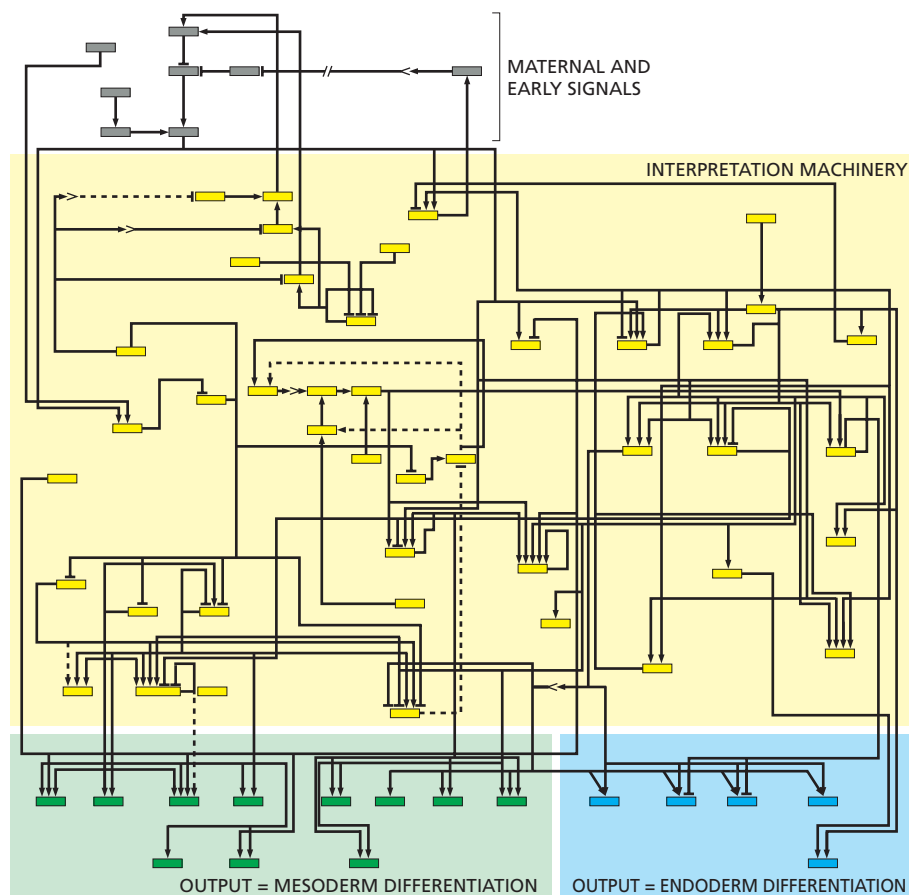 MATERNAL AND
EARLY SIGNALS
INTERPRETATION MACHINERY
OUTPUT = MESODERM DIFFERENTIATION
OUTPUT = ENDODERM DIFFERENTIATION